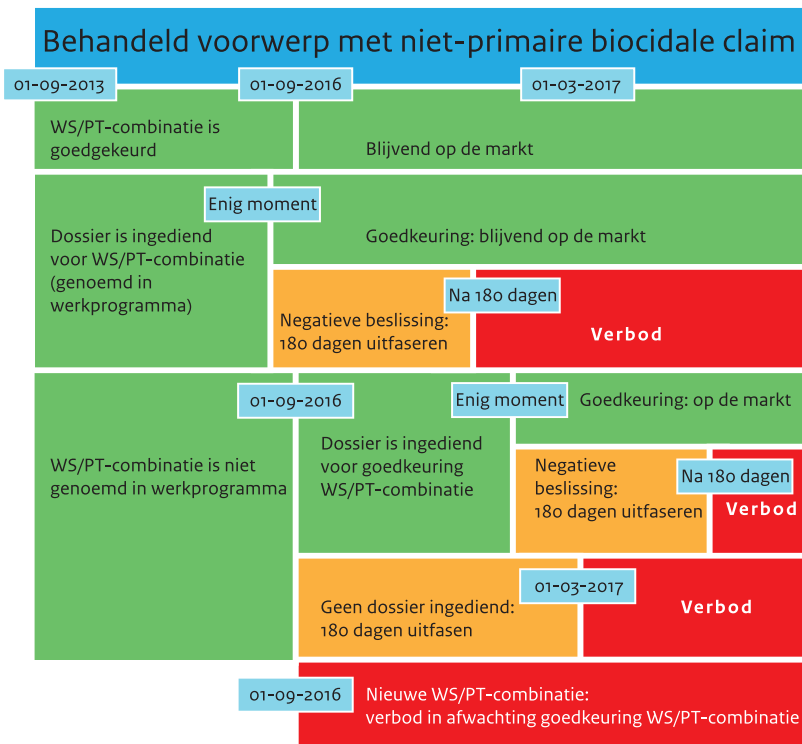 Behandeld voorwerp met niet-primaire biocidale claim
01-09-2013
01-09-2016
01-03-2017
WS/PT-combinatie is
goedgekeurd
Blijvend op de markt
Enig moment
Dossier is ingediend
voor WS/PT-combinatie
(genoemd in
werkprogramma)
Goedkeuring: blijvend op de markt
Na 180 dagen
Negatieve beslissing:
180 dagen uitfaseren
Verbod
01-09-2016
Enig moment
Goedkeuring: op de markt
WS/PT-combinatie is niet
genoemd in werkprogramma
Dossier is ingediend
voor goedkeuring
WS/PT-combinatie
Negatieve
beslissing:
180 dagen uitfaseren
Na 180 dagen
Verbod
01-03-2017
Geen dossier ingediend:
180 dagen uitfasen
Verbod
01-09-2016
Nieuwe WS/PT-combinatie:
verbod in afwachting goedkeuring WS/PT-combinatie